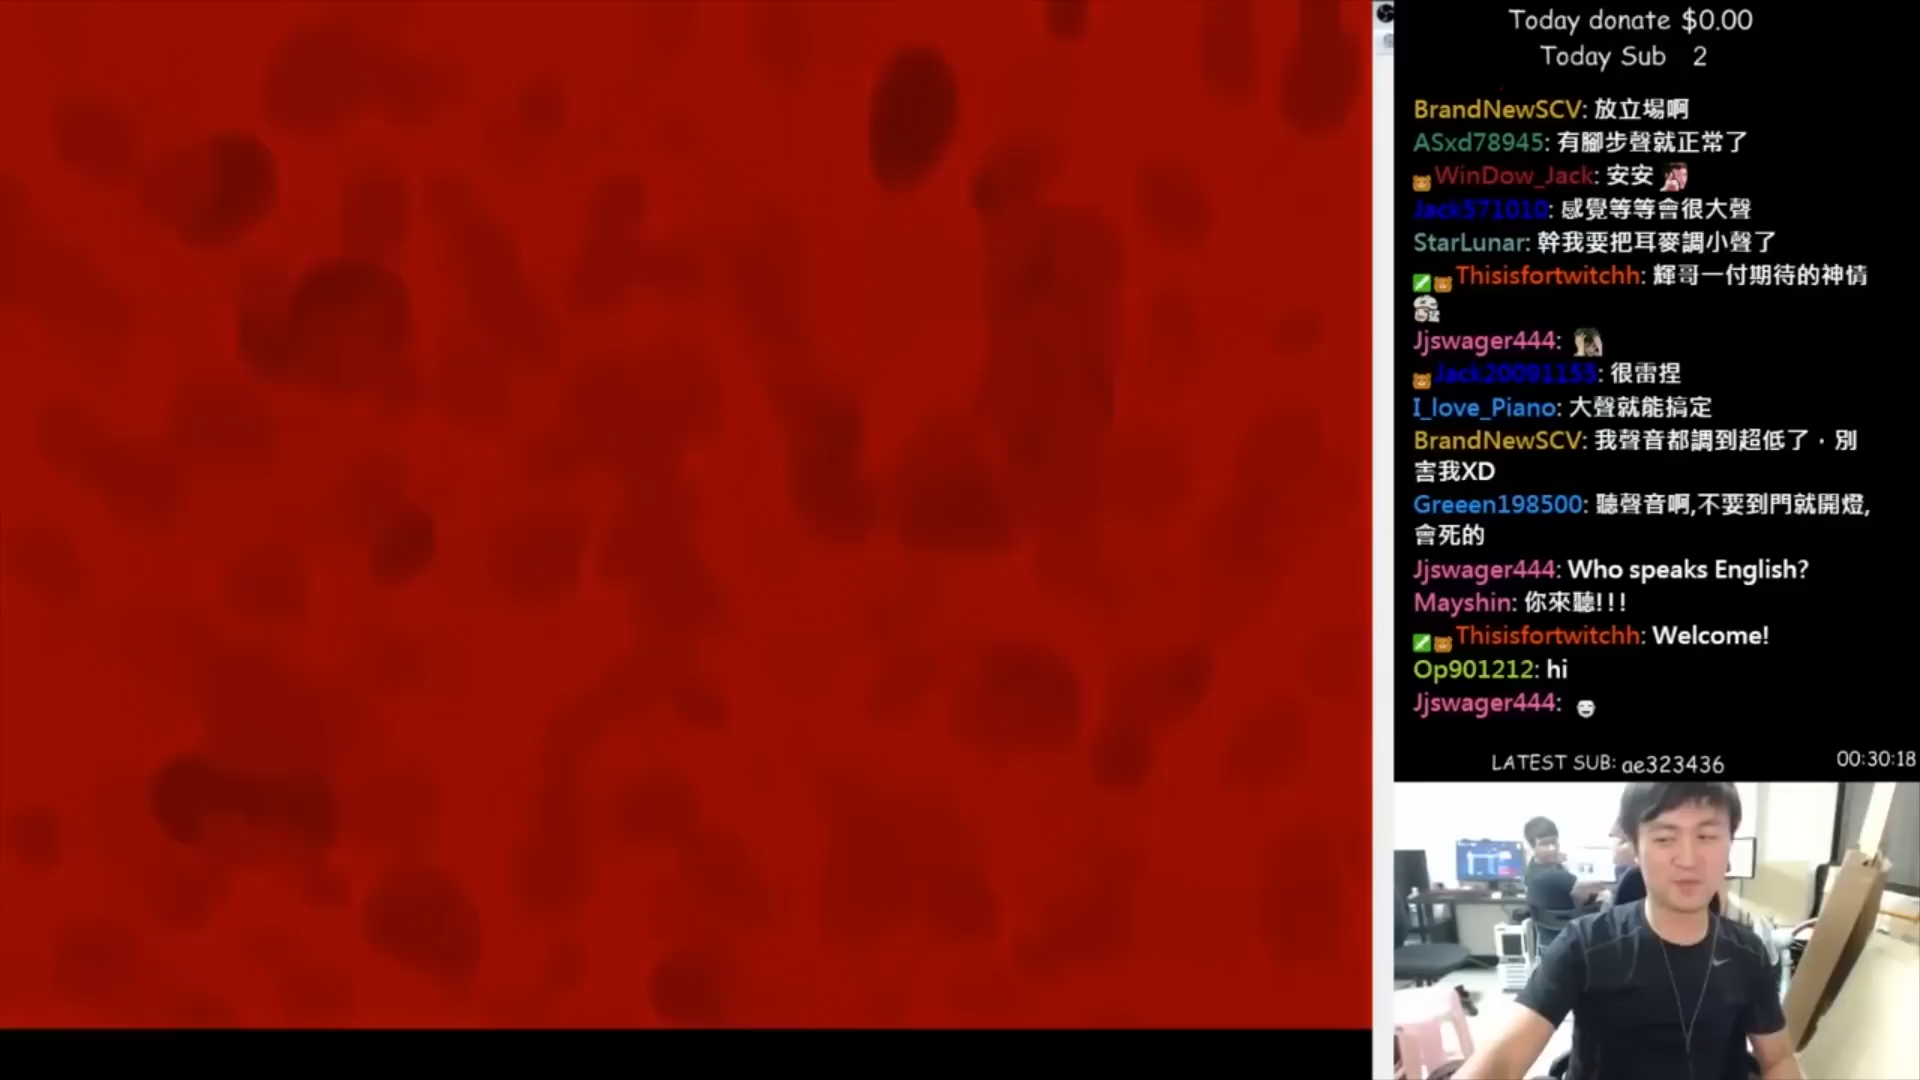 Today donate $0.00
Today Sub 2
BrandNewSCV: 放立場啊
ASxd78945: 有腳步聲就正常了
WinDow_Jack: 安安
Jack571010: 感覺等等會很大聲
StarLunar: 幹我要把耳麥調小聲了
Thisisfortwitchh: 輝哥一付期待的神情
Jjswager444:
Jack20091155: 很雷捏
I_love_Piano: 大聲就能搞定
BrandNewSCV: 我聲音都調到超低了，別
害我XD
Greeen198500: 聽聲音啊,不要到門就開燈,
會死的
Jjswager444: Who speaks English?
Mayshin: 你來聽!!!
Thisisfortwitchh: Welcome!
Op901212: hi
Jjswager444:
LATEST SUB: ae323436
00:30:18